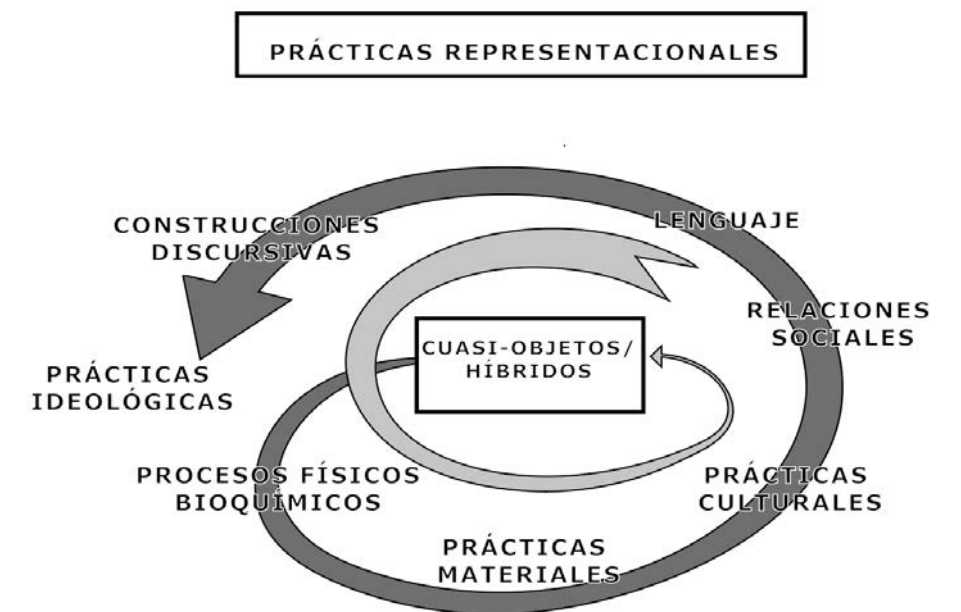 PRÁCTICAS REPRESENTACIONALES
CONSTRUCCIONES
DISCURSIVAS
LENGUAJE
RELACIONES
SOCIALES
CUASI-OBJETOS/
HÍBRIDOS
PRÁCTICAS
IDEOLÓGICAS
PROCESOS FÍSICOS
BIOQUÍMICOS
PRÁCTICAS
CULTURALES
PRÁCTICAS
MATERIALES